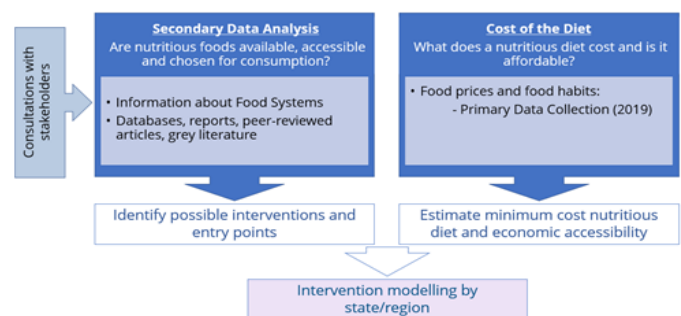 Consultations with
stakeholders
Secondary Data Analysis
Are nutritious foods available, accessible
and chosen for consumption?
• Information about Food Systems
• Databases, reports, peer-reviewed
articles, grey literature
Identify possible interventions and
entry points
Cost of the Diet
What does a nutritious diet cost and is it
affordable?
• Food prices and food habits:
- Primary Data Collection (2019)
Estimate minimum cost nutritious
diet and economic accessibility
Intervention modelling by
state/region